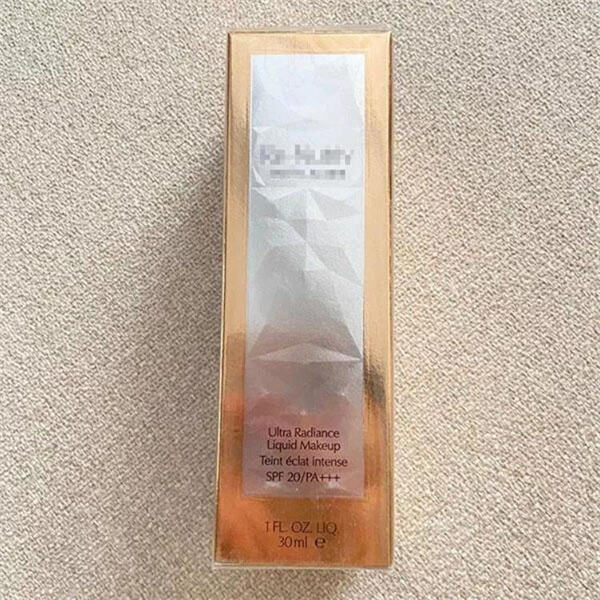 Ultra Radiance
Liquid Makeup
Teint éclat intense
SPF 20/PA+++
1 FL. OZ. LIQ.
30ml ℮